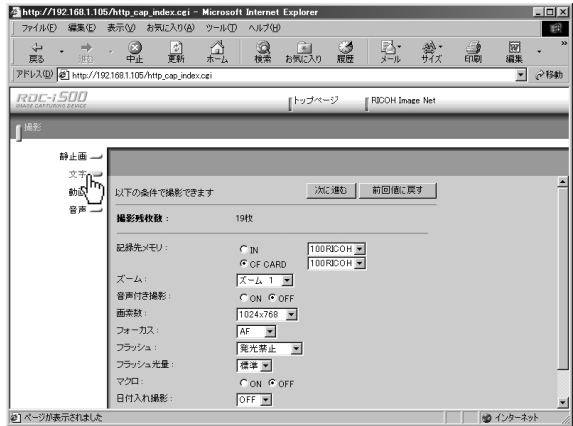 http://192.168.1.105/http_cap_index.cgi - Microsoft Internet Explorer
ファイル(F) 編集(E) 表示(V) お気に入り(A) ツール(T) ヘルプ(H)
戻る 進む 中止 更新 ホーム 検索 お気に入り 履歴 メール サイズ 印刷 編集
アドレス(D) http://192.168.1.105/http_cap_index.cgi 移動
RDC-i500
IMAGE CAPTURING DEVICE
トップページ RICOH Image Net
撮影
静止画
文字
動画
音声
以下の条件で撮影できます 次に進む 前回値に戻す
撮影残枚数 : 19枚
記録先メモリ : IN 100RICOH
CF CARD 100RICOH
ズーム : ズーム 1
音声付き撮影 : ON OFF
画素数 : 1024×768
フォーカス : AF
フラッシュ : 発光禁止
フラッシュ光量 : 標準
マクロ : ON OFF
日付入れ撮影 : OFF
ページが表示されました インターネット